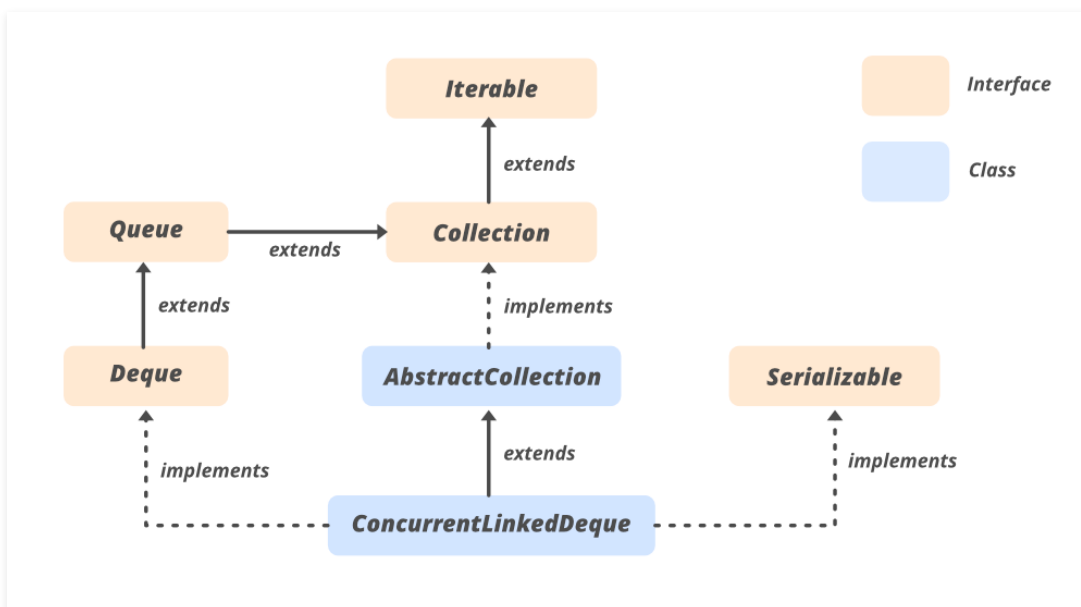 Iterable
Interface
extends
Class
Queue
extends
Collection
extends
implements
Deque
AbstractCollection
Serializable
implements
extends
implements
ConcurrentLinkedDeque